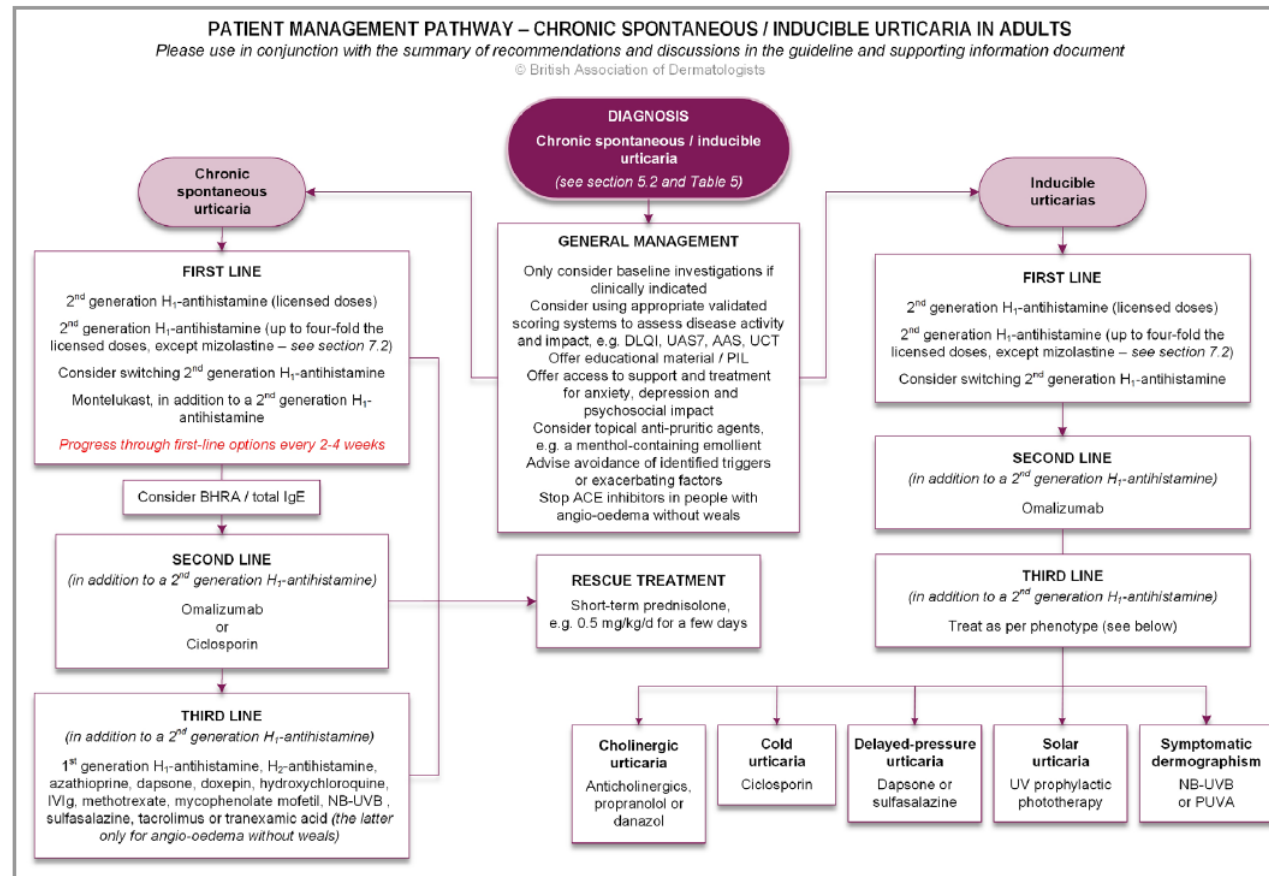 PATIENT MANAGEMENT PATHWAY – CHRONIC SPONTANEOUS / INDUCIBLE URTICARIA IN ADULTS
Please use in conjunction with the summary of recommendations and discussions in the guideline and supporting information document
© British Association of Dermatologists
DIAGNOSIS
Chronic spontaneous / inducible
urticaria
(see section 5.2 and Table 5)
Chronic
spontaneous
urticaria
Inducible
urticarias
FIRST LINE
2nd generation H₁-antihistamine (licensed doses)
2nd generation H₁-antihistamine (up to four-fold the
licensed doses, except mizolastine – see section 7.2)
Consider switching 2nd generation H₁-antihistamine
Montelukast, in addition to a 2nd generation H₁-
antihistamine
Progress through first-line options every 2-4 weeks
Consider BHRA / total IgE
SECOND LINE
(in addition to a 2nd generation H₁-antihistamine)
Omalizumab
or
Ciclosporin
THIRD LINE
(in addition to a 2nd generation H₁-antihistamine)
1st generation H₁-antihistamine, H₂-antihistamine,
azathioprine, dapsone, doxepin, hydroxychloroquine,
IVIg, methotrexate, mycophenolate mofetil, NB-UVB ,
sulfasalazine, tacrolimus or tranexamic acid (the latter
only for angio-oedema without weals)
GENERAL MANAGEMENT
Only consider baseline investigations if
clinically indicated
Consider using appropriate validated
scoring systems to assess disease activity
and impact, e.g. DLQI, UAS7, AAS, UCT
Offer educational material / PIL
Offer access to support and treatment
for anxiety, depression and
psychosocial impact
Consider topical anti-pruritic agents,
e.g. a menthol-containing emollient
Advise avoidance of identified triggers
or exacerbating factors
Stop ACE inhibitors in people with
angio-oedema without weals
RESCUE TREATMENT
Short-term prednisolone,
e.g. 0.5 mg/kg/d for a few days
FIRST LINE
2nd generation H₁-antihistamine (licensed doses)
2nd generation H₁-antihistamine (up to four-fold the
licensed doses, except mizolastine – see section 7.2)
Consider switching 2nd generation H₁-antihistamine
SECOND LINE
(in addition to a 2nd generation H₁-antihistamine)
Omalizumab
THIRD LINE
(in addition to a 2nd generation H₁-antihistamine)
Treat as per phenotype (see below)
Cholinergic
urticaria
Anticholinergics,
propranolol or
danazol
Cold
urticaria
Ciclosporin
Delayed-pressure
urticaria
Dapsone or
sulfasalazine
Solar
urticaria
UV prophylactic
phototherapy
Symptomatic
dermographism
NB-UVB
or PUVA